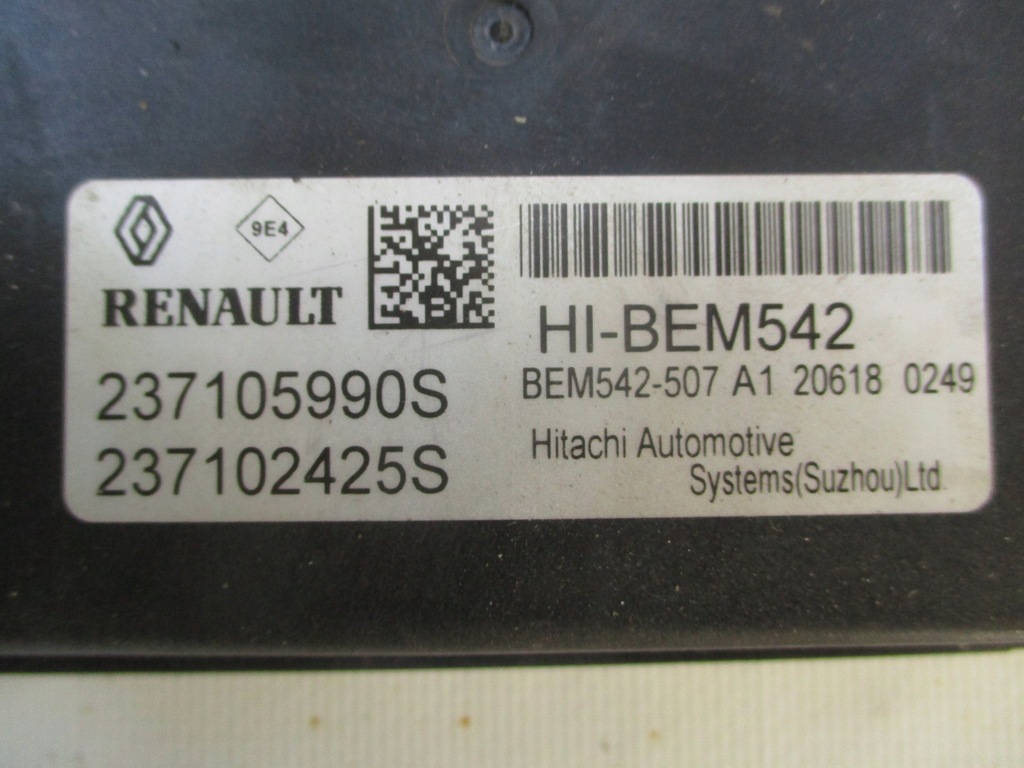 9E4
RENAULT
237105990S
237102425S
HI-BEM542
BEM542-507 A1 20618 0249
Hitachi Automotive
Systems(Suzhou)Ltd